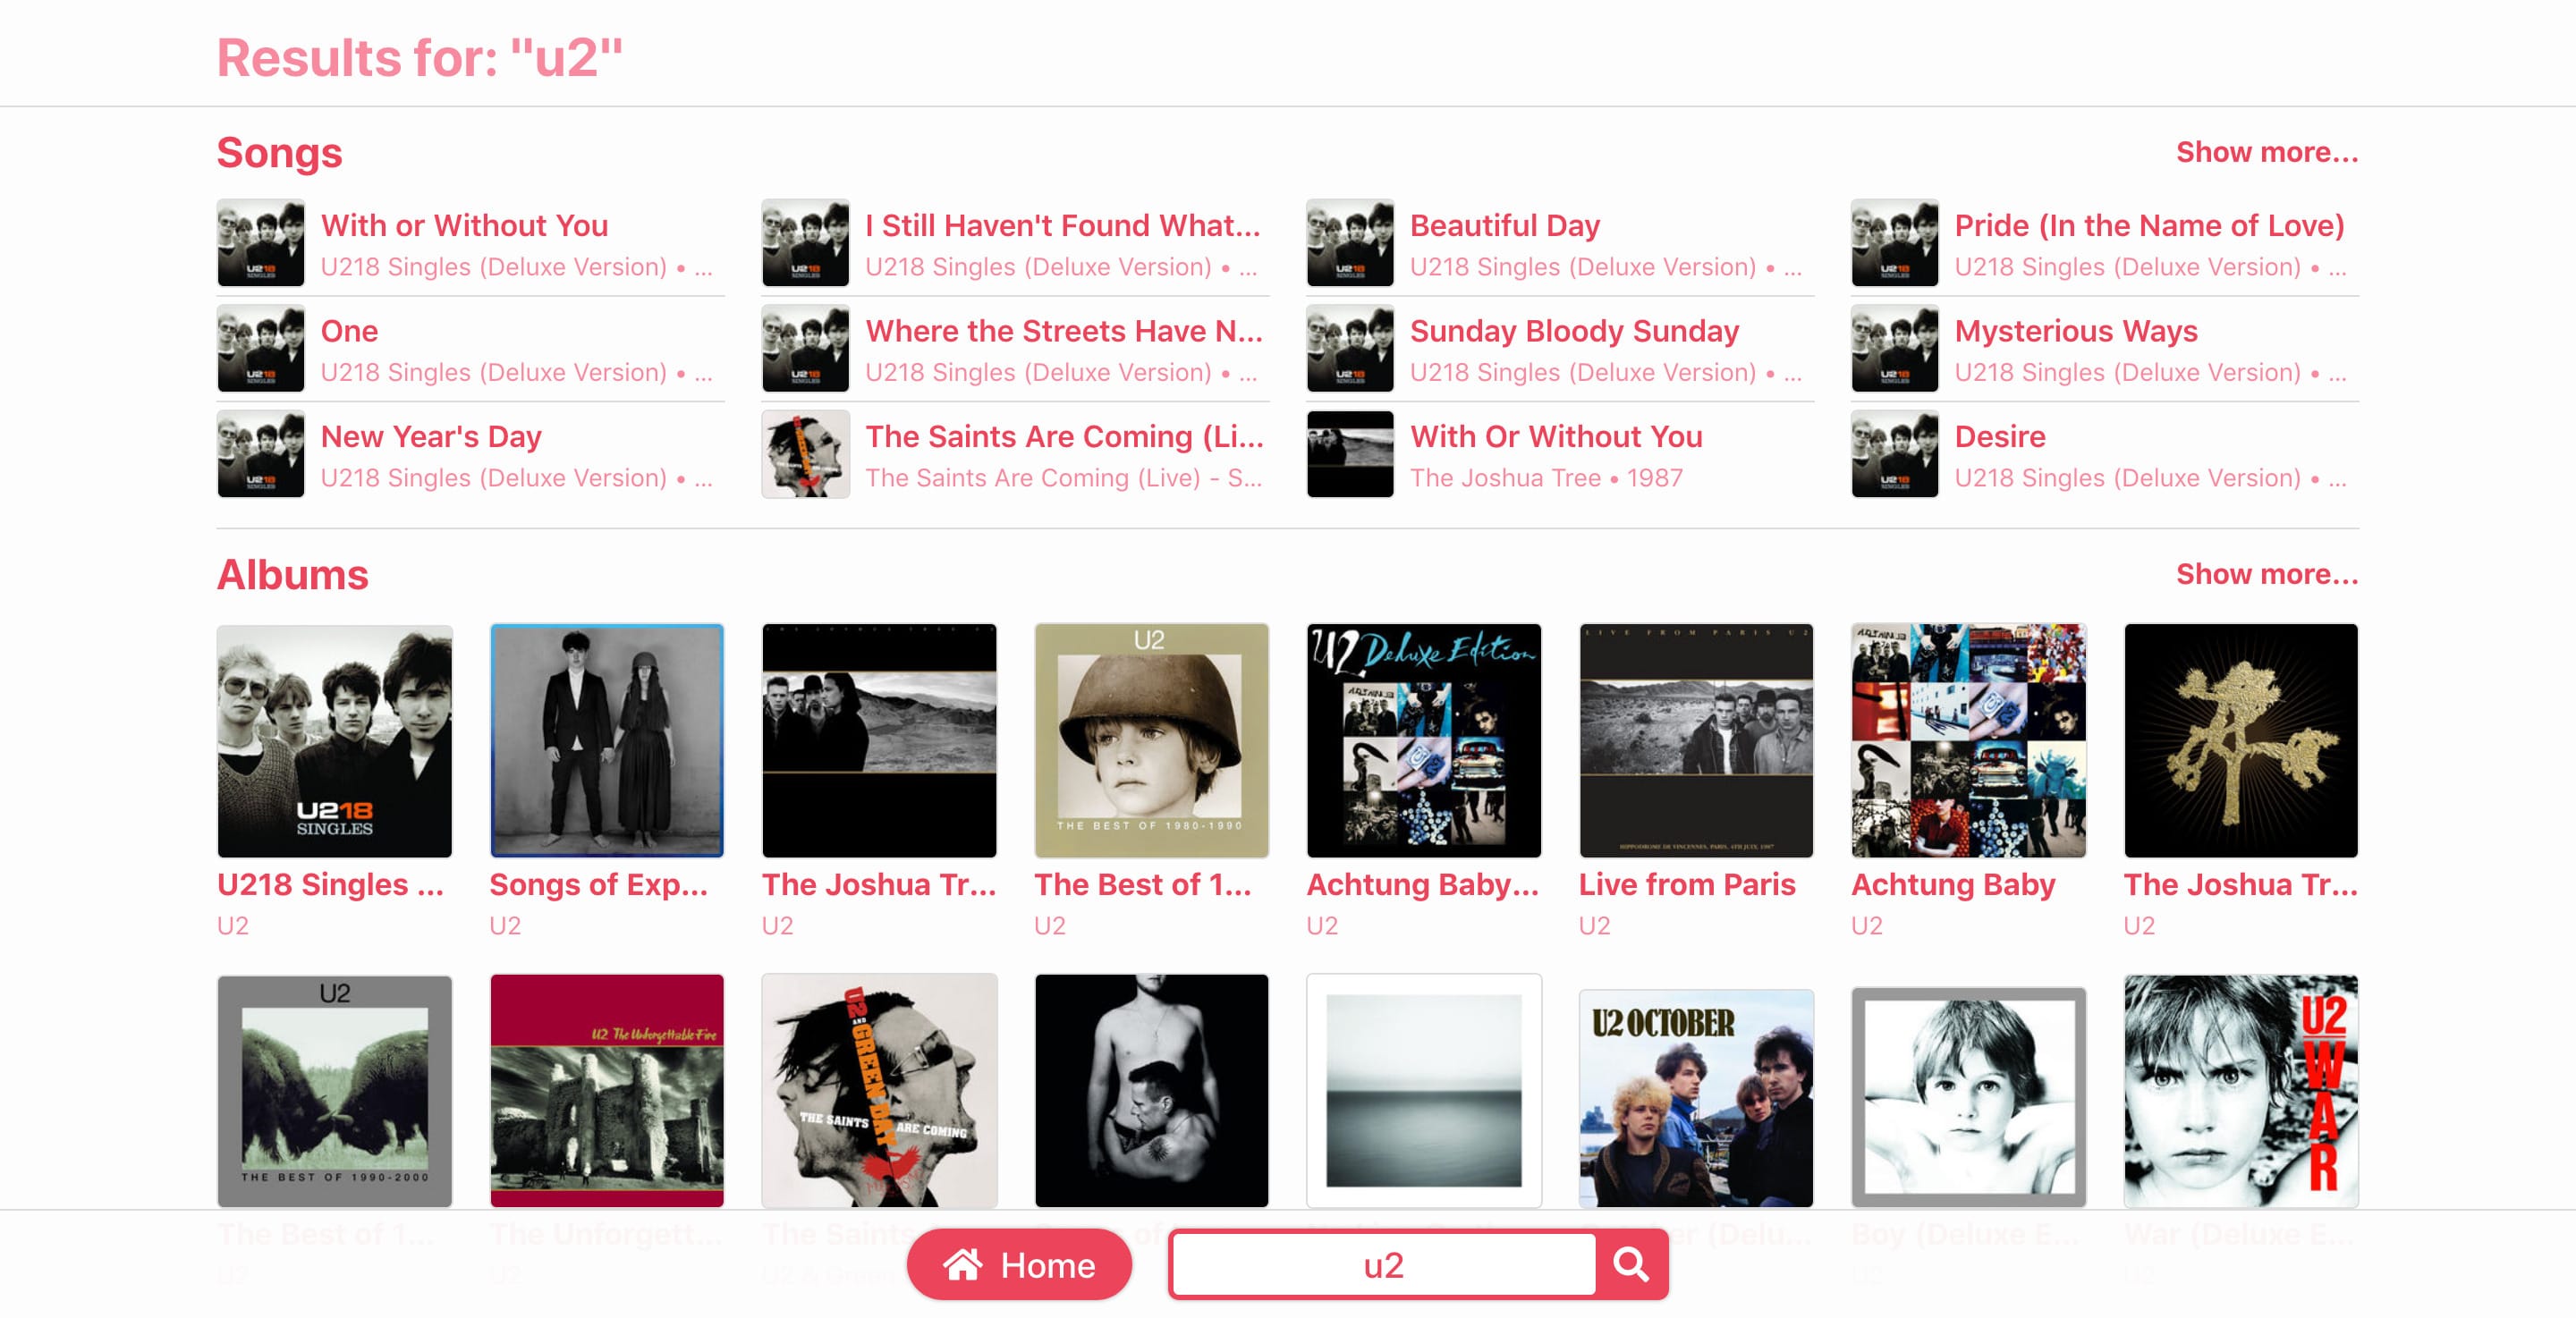 Results for: "u2"
Songs
Show more...
With or Without You
U218 Singles (Deluxe Version) • ...
I Still Haven't Found What...
U218 Singles (Deluxe Version) • ...
Beautiful Day
U218 Singles (Deluxe Version) • ...
Pride (In the Name of Love)
U218 Singles (Deluxe Version) • ...
One
U218 Singles (Deluxe Version) • ...
Where the Streets Have N...
U218 Singles (Deluxe Version) • ...
Sunday Bloody Sunday
U218 Singles (Deluxe Version) • ...
Mysterious Ways
U218 Singles (Deluxe Version) • ...
New Year's Day
U218 Singles (Deluxe Version) • ...
The Saints Are Coming (Li...
The Saints Are Coming (Live) - S...
With Or Without You
The Joshua Tree • 1987
Desire
U218 Singles (Deluxe Version) • ...
Albums
Show more...
U218
SINGLES
U2
THE BEST OF 1980-1990
U2 Deluxe Edition
LIVE FROM PARIS U2
HIPPODROME DE VINCENNES, PARIS, 4TH JULY, 1987
U218 Singles ...
U2
Songs of Exp...
U2
The Joshua Tr...
U2
The Best of 1...
U2
Achtung Baby...
U2
Live from Paris
U2
Achtung Baby
U2
The Joshua Tr...
U2
U2
THE BEST OF 1990-2000
U2 The Unforgettable Fire
U2 AND GREEN DAY
THE SAINTS ARE COMING
U2 OCTOBER
U2
WAR
The Best of 1...
U2
The Unforgett...
U2
The Saints
U2 & Green
of
er (Delu...
Boy (Deluxe E...
U2
War (Deluxe E...
U2
Home
u2